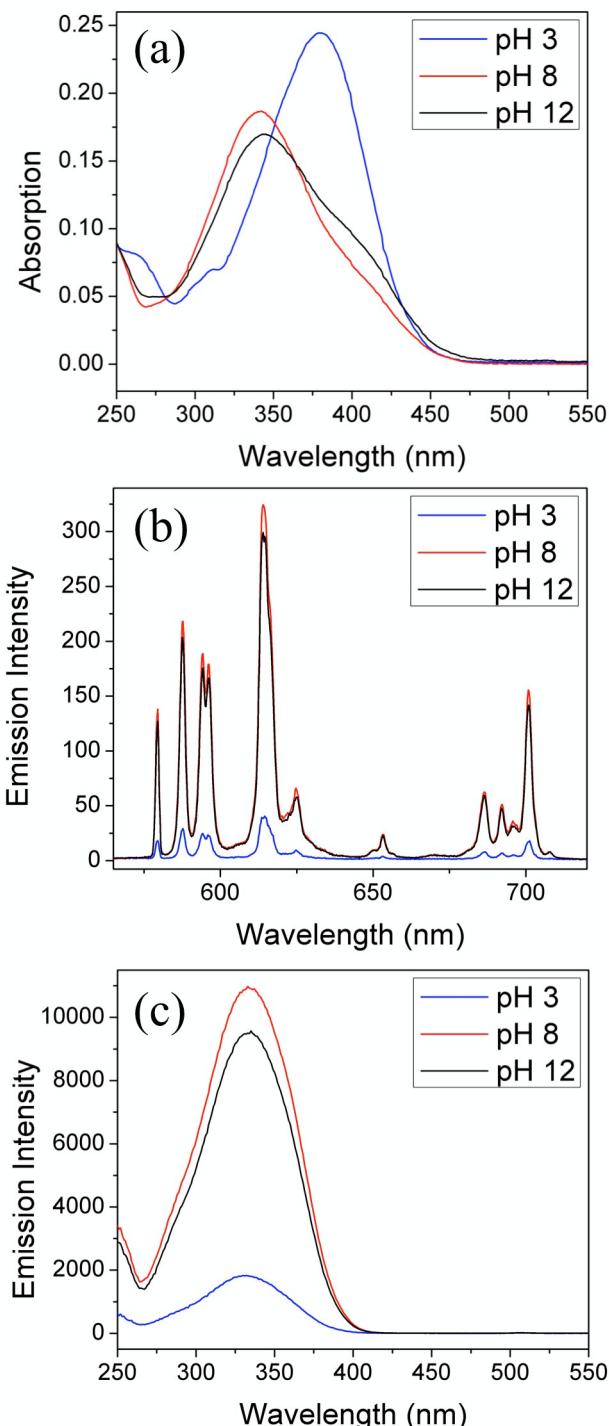 (a)
pH 3
pH 8
pH 12
0.25
0.20
0.15
0.10
0.05
0.00
Absorption
250 300 350 400 450 500 550
Wavelength (nm)
(b)
pH 3
pH 8
pH 12
300
250
200
150
100
50
0
Emission Intensity
600 650 700
Wavelength (nm)
(c)
pH 3
pH 8
pH 12
10000
8000
6000
4000
2000
0
Emission Intensity
250 300 350 400 450 500 550
Wavelength (nm)